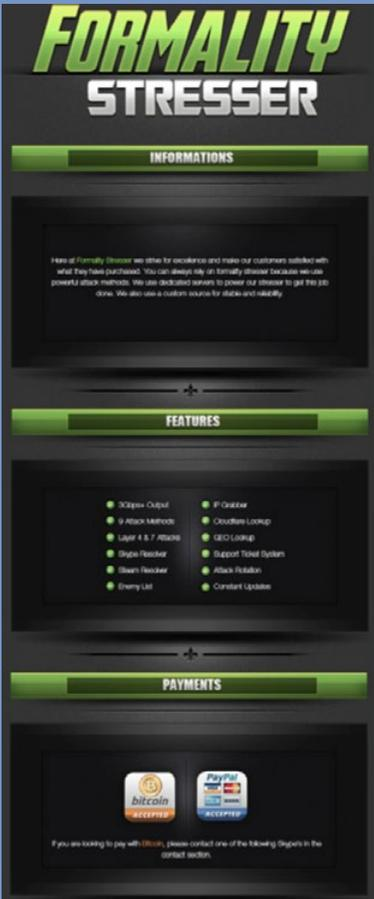 FORMALITY
STRESSER
INFORMATIONS
Here at Formality Stresser we strive for excellence and make our customers satisfied with
what they have purchased. You can always rely on formality stresser because we use
powerful attack methods. We use dedicated servers to power our stresser to get this job
done. We also use a custom source for stable and reliability.
FEATURES
3Gbps+ Output
9 Attack Methods
Layer 4 & 7 Attacks
Skype Resolver
Steam Resolver
Enemy List
IP Grabber
Cloudflare Lookup
GEO Lookup
Support Ticket System
Attack Rotation
Constant Updates
PAYMENTS
bitcoin
ACCEPTED
PayPal
ACCEPTED
If you are looking to pay with Bitcoin, please contact one of the following Skype's in the
contact section.